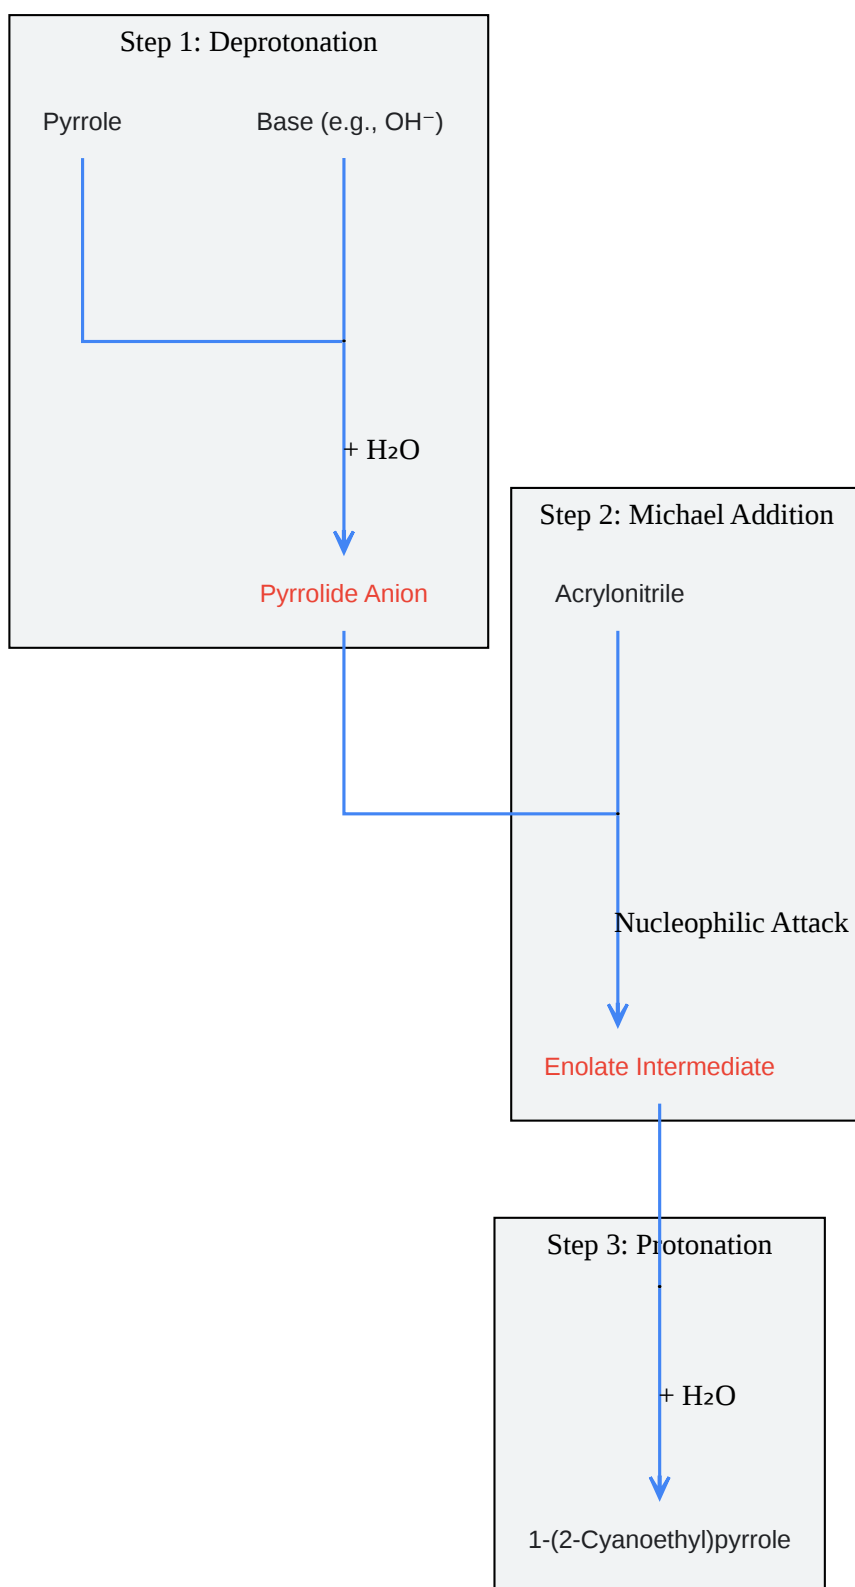 Step 1: Deprotonation
Pyrrole
Base (e.g., OH⁻)
+ H₂O
Pyrrolide Anion
Step 2: Michael Addition
Acrylonitrile
Nucleophilic Attack
Enolate Intermediate
Step 3: Protonation
+ H₂O
1-(2-Cyanoethyl)pyrrole